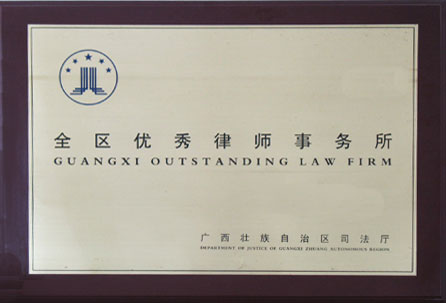 全区优秀律师事务所
GUANGXI OUTSTANDING LAW FIRM
广西壮族自治区司法厅
DEPARTMENT OF JUSTICE OF GUANGXI ZHUANG AUTONOMOUS REGION